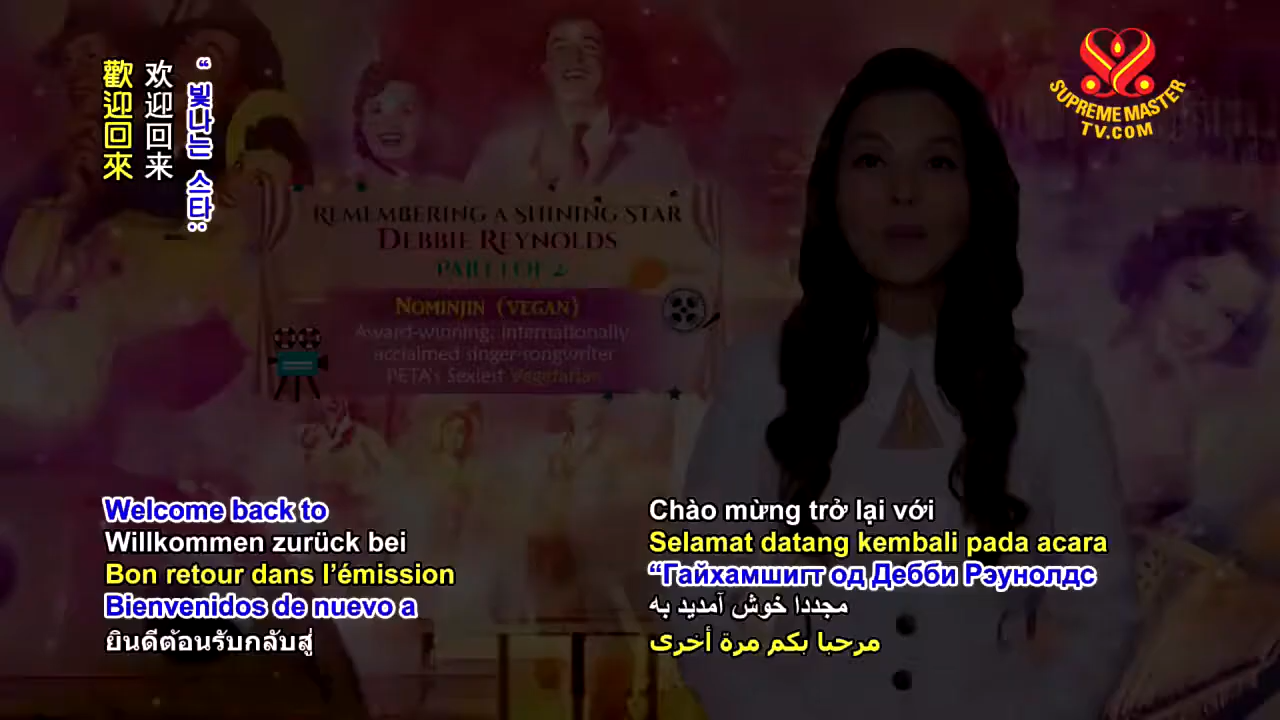 歡迎回來
欢迎回来
“ 빛나는 스타:
SUPREME MASTER
TV.COM
REMEMBERING A SHINING STAR
DEBBIE REYNOLDS
PART 1 OF 2
NOMINJIN (VEGAN)
Award-winning, internationally
acclaimed singer-songwriter
PETA's Sexiest Vegetarian
Welcome back to
Willkommen zurück bei
Bon retour dans l’émission
Bienvenidos de nuevo a
ยินดีต้อนรับกลับสู่
Chào mừng trở lại với
Selamat datang kembali pada acara
“Гайхамшигт од Дебби Рэунолдс
مجددا خوش آمدید به
مرحبا بكم مرة أخرى